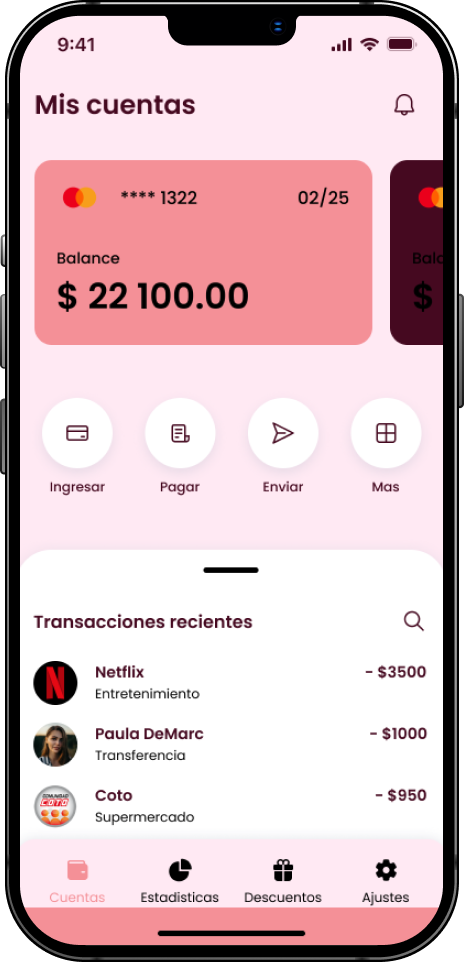 9:41
Mis cuentas
**** 1322 02/25
Balance
$ 22 100.00
Bala
$
Ingresar Pagar Enviar Mas
Transacciones recientes
Netflix - $3500
Entretenimiento
Paula DeMarc - $1000
Transferencia
COMUNIDAD
COTO
Coto - $950
Supermercado
Cuentas Estadisticas Descuentos Ajustes